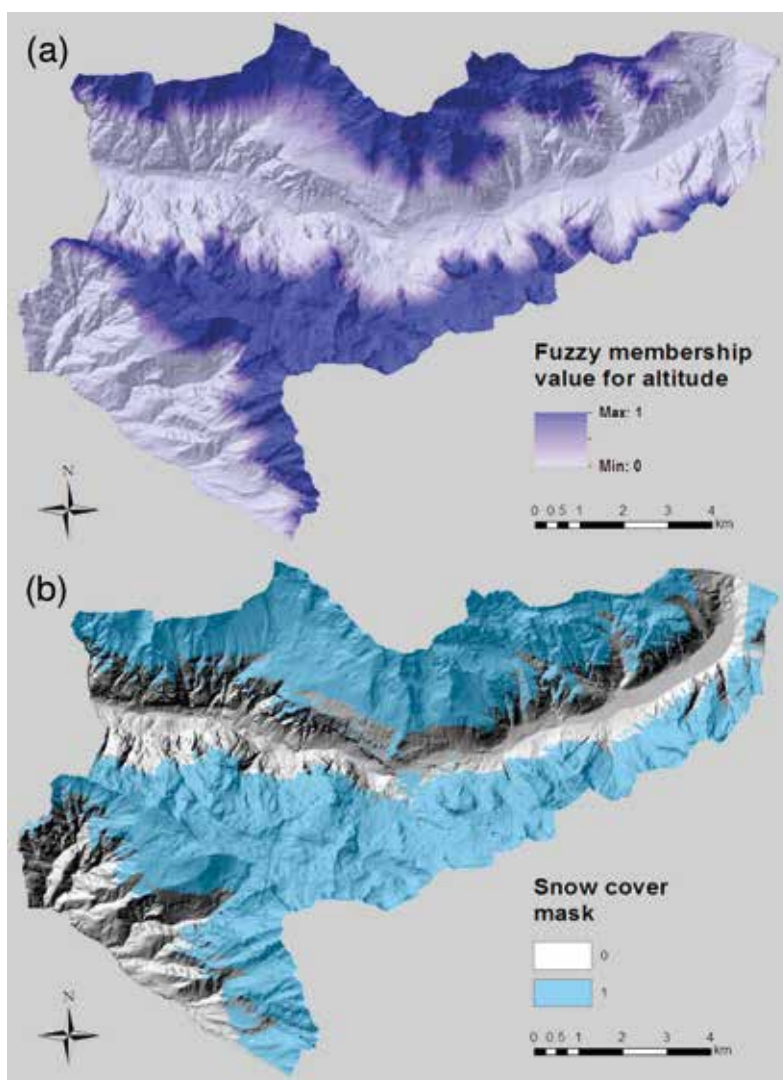 (a)
Fuzzy membership
value for altitude
Max: 1
Min: 0
N
0 0.5 1 2 3 4
km
(b)
Snow cover
mask
0
1
N
0 0.5 1 2 3 4
km